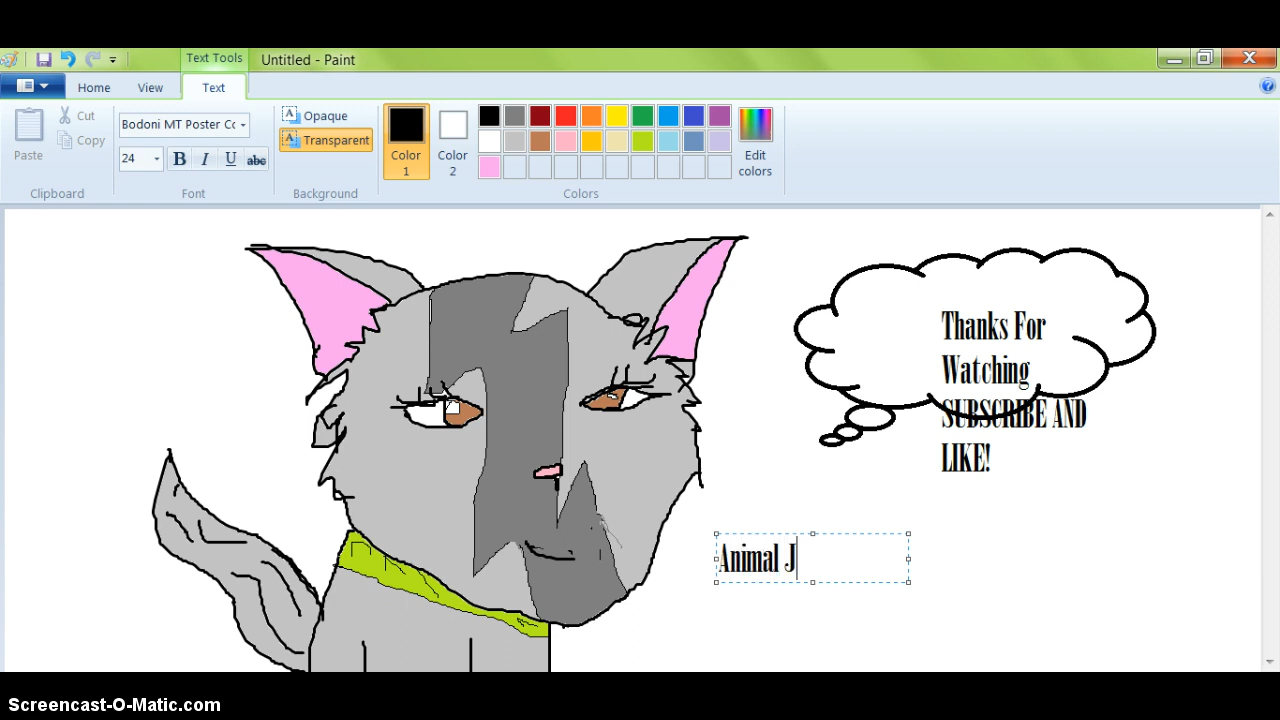 Text Tools
Untitled - Paint
Home
View
Text
Paste
Cut
Copy
Clipboard
Bodoni MT Poster Cc
24
B I U abc
Font
Opaque
Transparent
Background
Color 1
Color 2
Edit colors
Colors
Thanks For
Watching
SUBSCRIBE AND
LIKE!
Animal J
Screencast-O-Matic.com